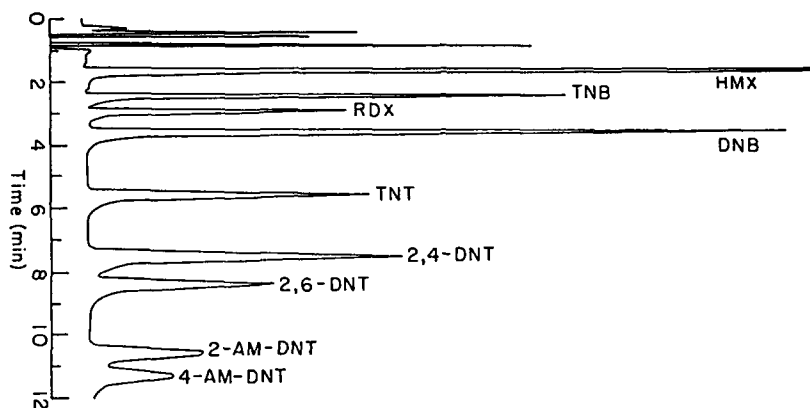 0
HMX
TNB
2
RDX
DNB
4
TNT
6
2,4-DNT
8
2,6-DNT
10
2-AM-DNT
4-AM-DNT
12
Time (min)